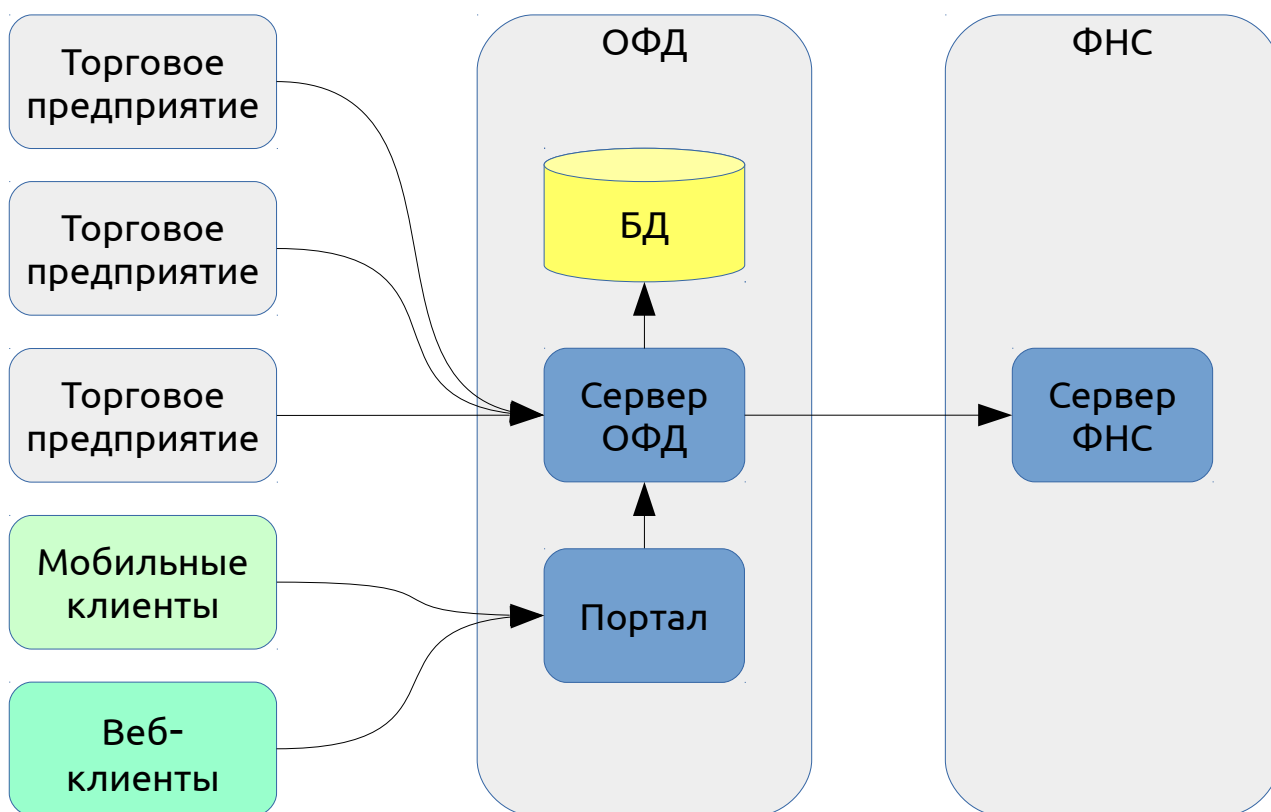 Торговое
предприятие
Торговое
предприятие
Торговое
предприятие
Мобильные
клиенты
Веб-
клиенты
ОФД
БД
Сервер
ОФД
Портал
ФНС
Сервер
ФНС